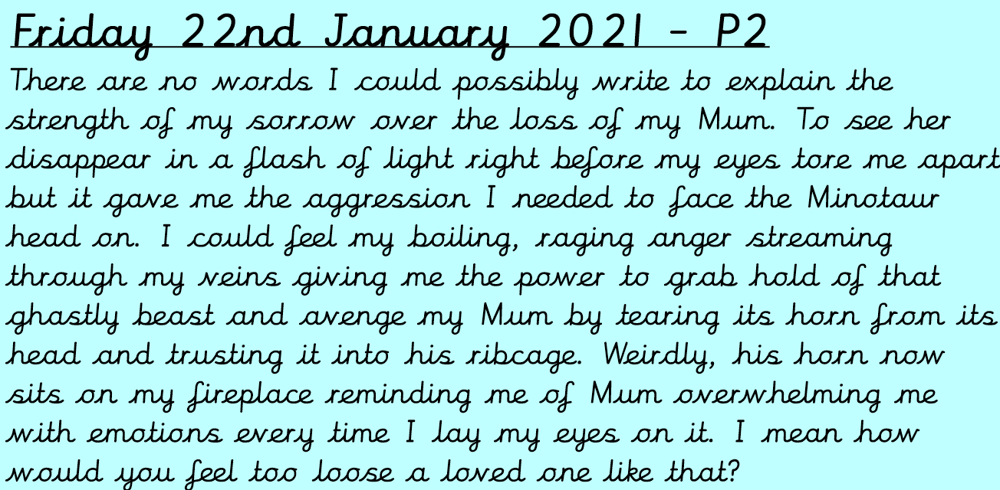 Friday 22nd January 2021 - P2
There are no words I could possibly write to explain the
strength of my sorrow over the loss of my Mum. To see her
disappear in a flash of light right before my eyes tore me apart
but it gave me the aggression I needed to face the Minotaur
head on. I could feel my boiling, raging anger streaming
through my veins giving me the power to grab hold of that
ghastly beast and avenge my Mum by tearing its horn from its
head and trusting it into his ribcage. Weirdly, his horn now
sits on my fireplace reminding me of Mum overwhelming me
with emotions every time I lay my eyes on it. I mean how
would you feel too loose a loved one like that?